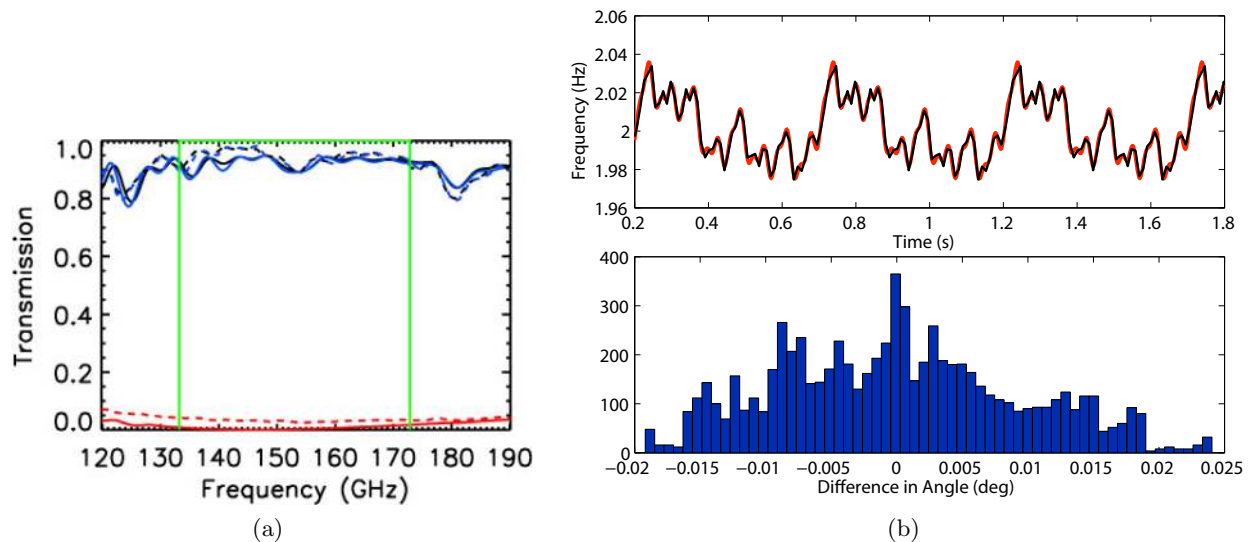 Transmission
1.0
0.8
0.6
0.4
0.2
0.0
120 130 140 150 160 170 180 190
Frequency (GHz)
(a)
Frequency (Hz)
2.06
2.04
2.02
2
1.98
1.96
0.2 0.4 0.6 0.8 1 1.2 1.4 1.6 1.8
Time (s)
400
300
200
100
0
−0.02 −0.015 −0.01 −0.005 0 0.005 0.01 0.015 0.02 0.025
Difference in Angle (deg)
(b)